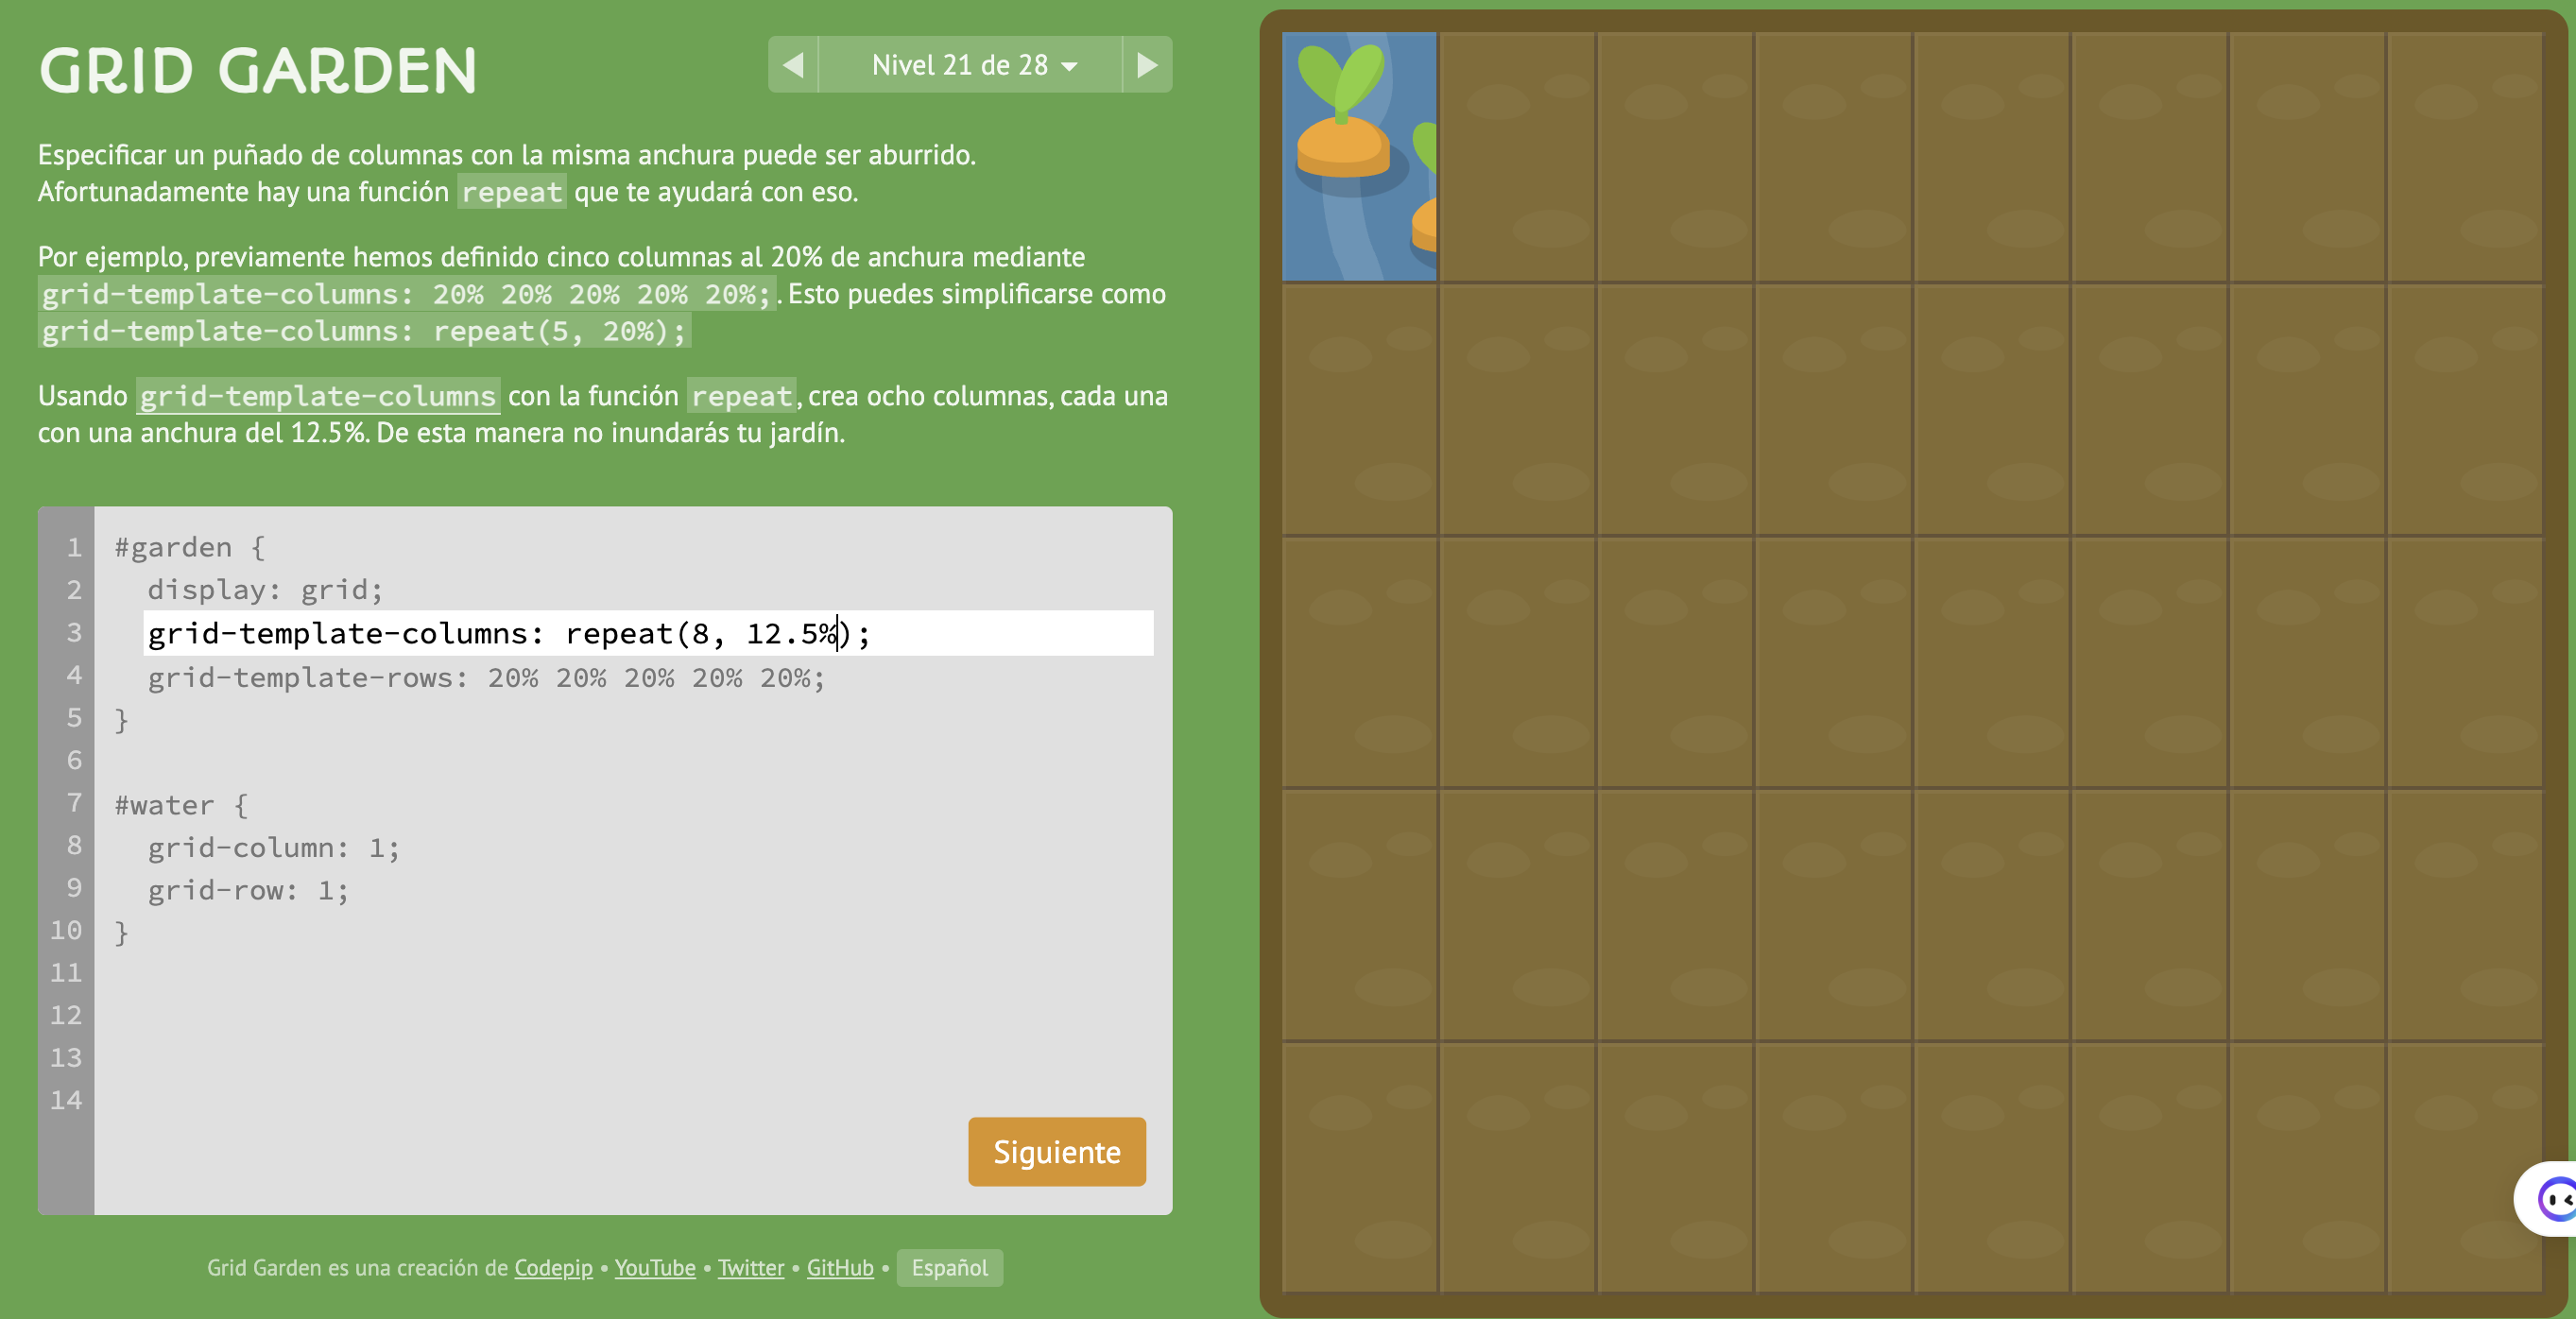 GRID GARDEN
Nivel 21 de 28
Especificar un puñado de columnas con la misma anchura puede ser aburrido.
Afortunadamente hay una función repeat que te ayudará con eso.
Por ejemplo, previamente hemos definido cinco columnas al 20% de anchura mediante
grid-template-columns: 20% 20% 20% 20% 20%;. Esto puedes simplificarse como
grid-template-columns: repeat(5, 20%);
Usando grid-template-columns con la función repeat, crea ocho columnas, cada una
con una anchura del 12.5%. De esta manera no inundarás tu jardín.
1 #garden {
2 display: grid;
3 grid-template-columns: repeat(8, 12.5%);
4 grid-template-rows: 20% 20% 20% 20% 20%;
5 }
6
7 #water {
8 grid-column: 1;
9 grid-row: 1;
10 }
11
12
13
14
Siguiente
Grid Garden es una creación de Codepip • YouTube • Twitter • GitHub • Español